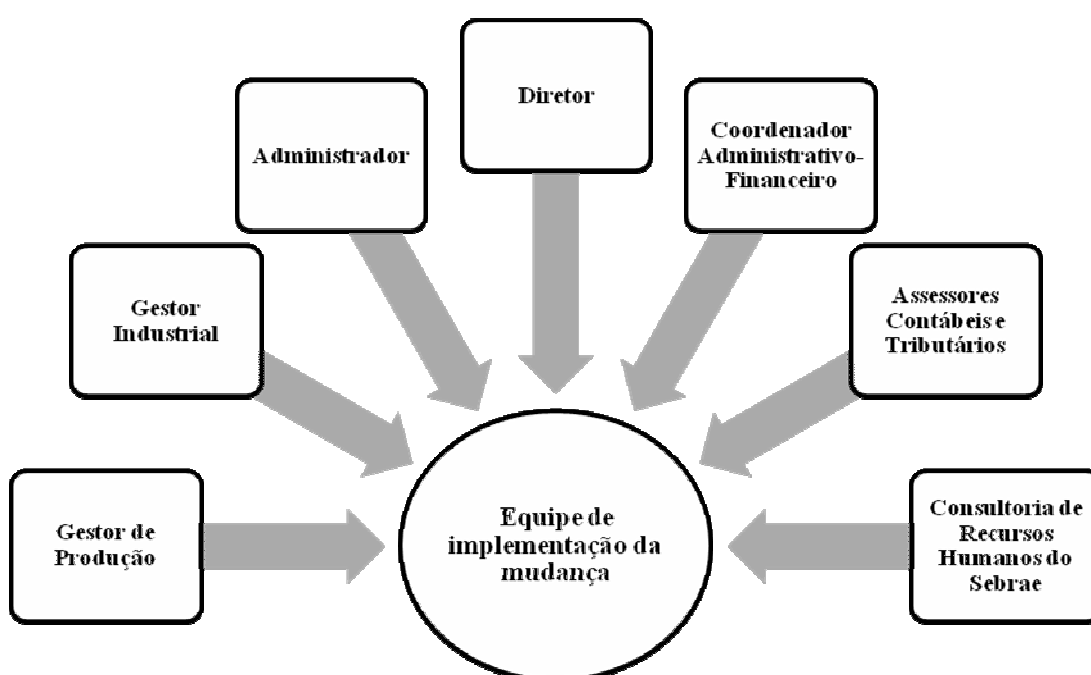 Diretor
Administrador
Coordenador
Administrativo-
Financeiro
Gestor
Industrial
Assessores
Contábeis e
Tributários
Gestor de
Produção
Equipe de
implementação da
mudança
Consultoria de
Recursos
Humanos do
Sebrae